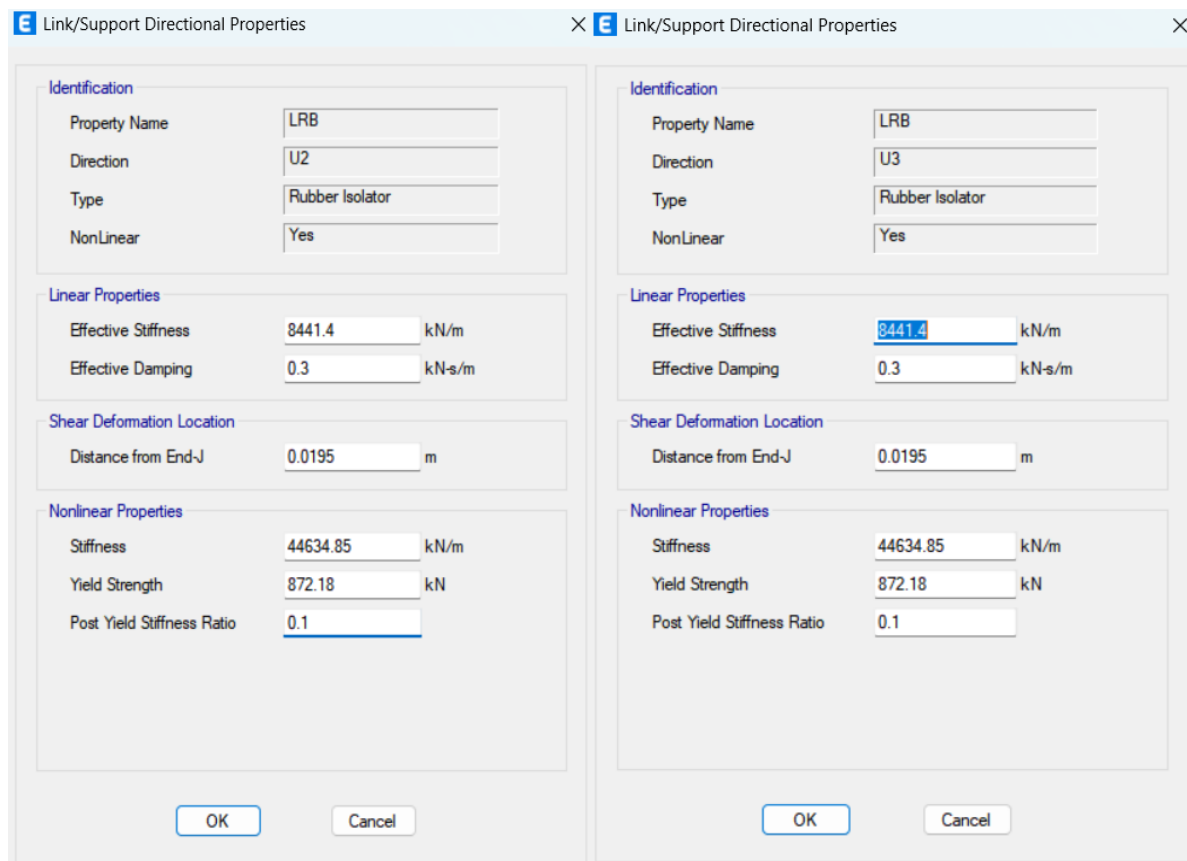 E Link/Support Directional Properties
Identification
Property Name LRB
Direction U2
Type Rubber Isolator
NonLinear Yes
Linear Properties
Effective Stiffness 8441.4 kN/m
Effective Damping 0.3 kN-s/m
Shear Deformation Location
Distance from End-J 0.0195 m
Nonlinear Properties
Stiffness 44634.85 kN/m
Yield Strength 872.18 kN
Post Yield Stiffness Ratio 0.1
OK Cancel
E Link/Support Directional Properties
Identification
Property Name LRB
Direction U3
Type Rubber Isolator
NonLinear Yes
Linear Properties
Effective Stiffness 8441.4 kN/m
Effective Damping 0.3 kN-s/m
Shear Deformation Location
Distance from End-J 0.0195 m
Nonlinear Properties
Stiffness 44634.85 kN/m
Yield Strength 872.18 kN
Post Yield Stiffness Ratio 0.1
OK Cancel